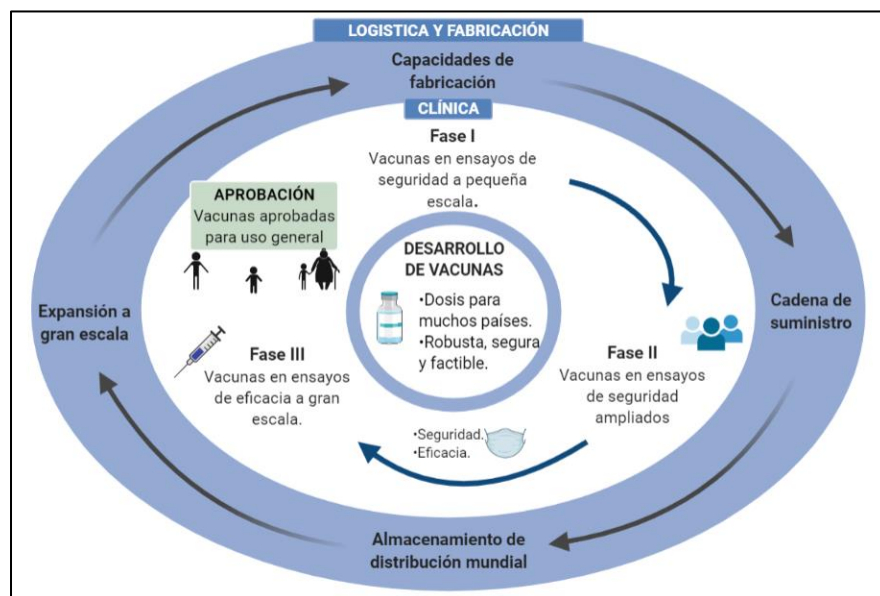 LOGISTICA Y FABRICACIÓN
Capacidades de
fabricación
CLÍNICA
Fase I
Vacunas en ensayos de
seguridad a pequeña
escala.
APROBACIÓN
Vacunas aprobadas
para uso general
DESARROLLO
DE VACUNAS
•Dosis para
muchos países.
•Robusta, segura
y factible.
Expansión a
gran escala
Cadena de
suministro
Fase III
Vacunas en ensayos
de eficacia a gran
escala.
Fase II
Vacunas en ensayos
de seguridad
ampliados
•Seguridad.
•Eficacia.
Almacenamiento de
distribución mundial